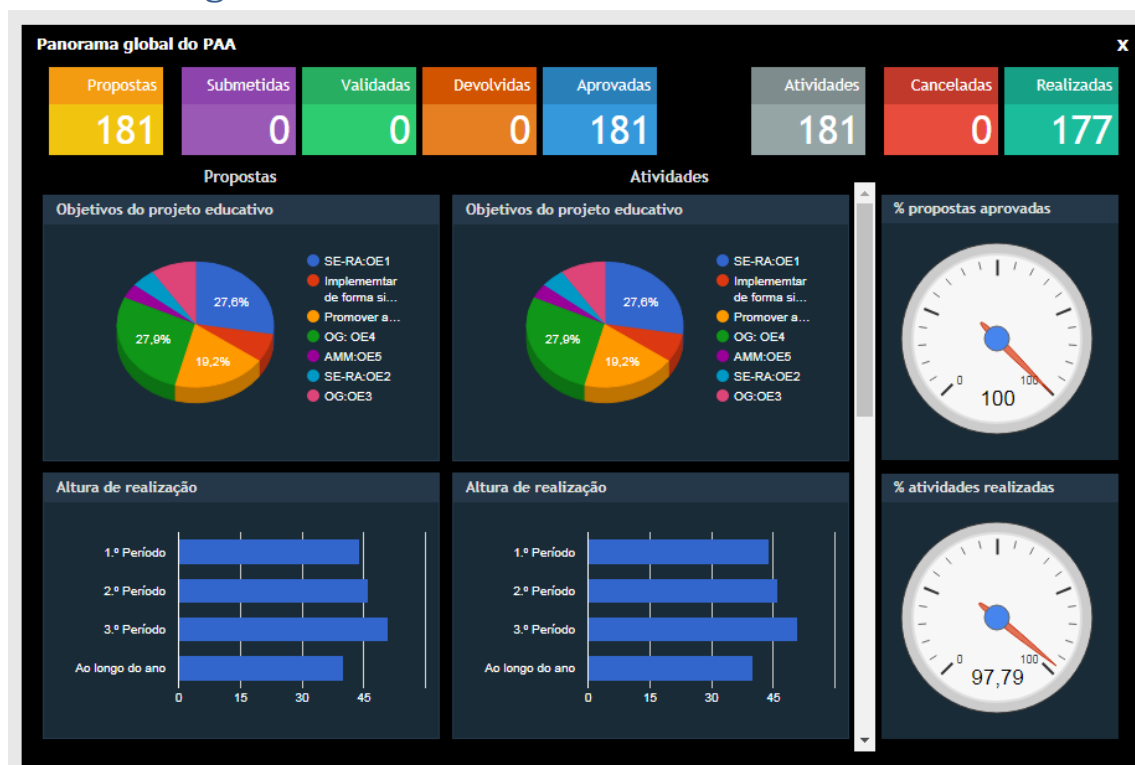 Panorama global do PAA
x
Propostas
181
Submetidas
0
Validadas
0
Devolvidas
0
Aprovadas
181
Atividades
181
Canceladas
0
Realizadas
177
Propostas
Objetivos do projeto educativo
27,6%
27,9%
19,2%
SE-RA:OE1
Implememtar
de forma si...
Promover a...
OG: OE4
AMM:OE5
SE-RA:OE2
OG:OE3
Atividades
Objetivos do projeto educativo
27,6%
27,9%
19,2%
SE-RA:OE1
Implememtar
de forma si...
Promover a...
OG: OE4
AMM:OE5
SE-RA:OE2
OG:OE3
% propostas aprovadas
0
100
100
Altura de realização
1.º Período
2.º Período
3.º Período
Ao longo do ano
0 15 30 45
Altura de realização
1.º Período
2.º Período
3.º Período
Ao longo do ano
0 15 30 45
% atividades realizadas
0
100
97,79